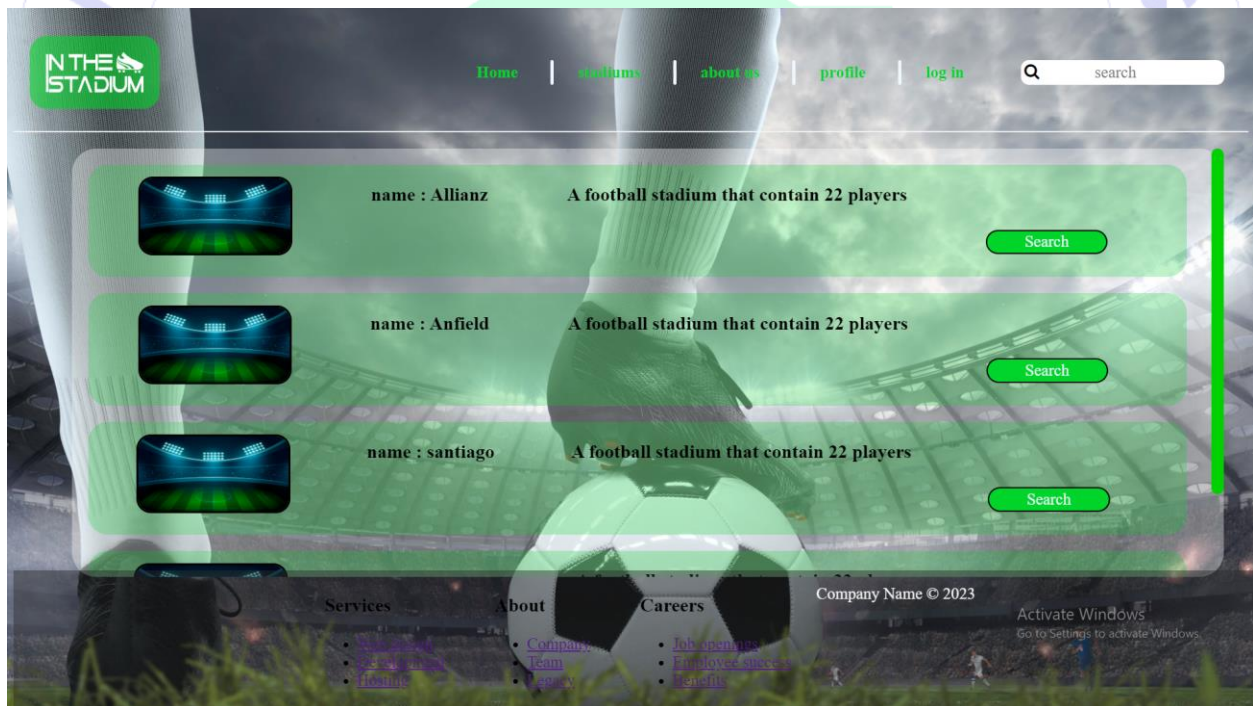 IN THE
STADIUM
Home stadiums about us profile log in search
name : Allianz A football stadium that contain 22 players
Search
name : Anfield A football stadium that contain 22 players
Search
name : santiago A football stadium that contain 22 players
Search
Company Name © 2023
Services About Careers
Activate Windows
Go to Settings to activate Windows.
Company Job openings
Team Employee success
Hosting Legacy Benefits